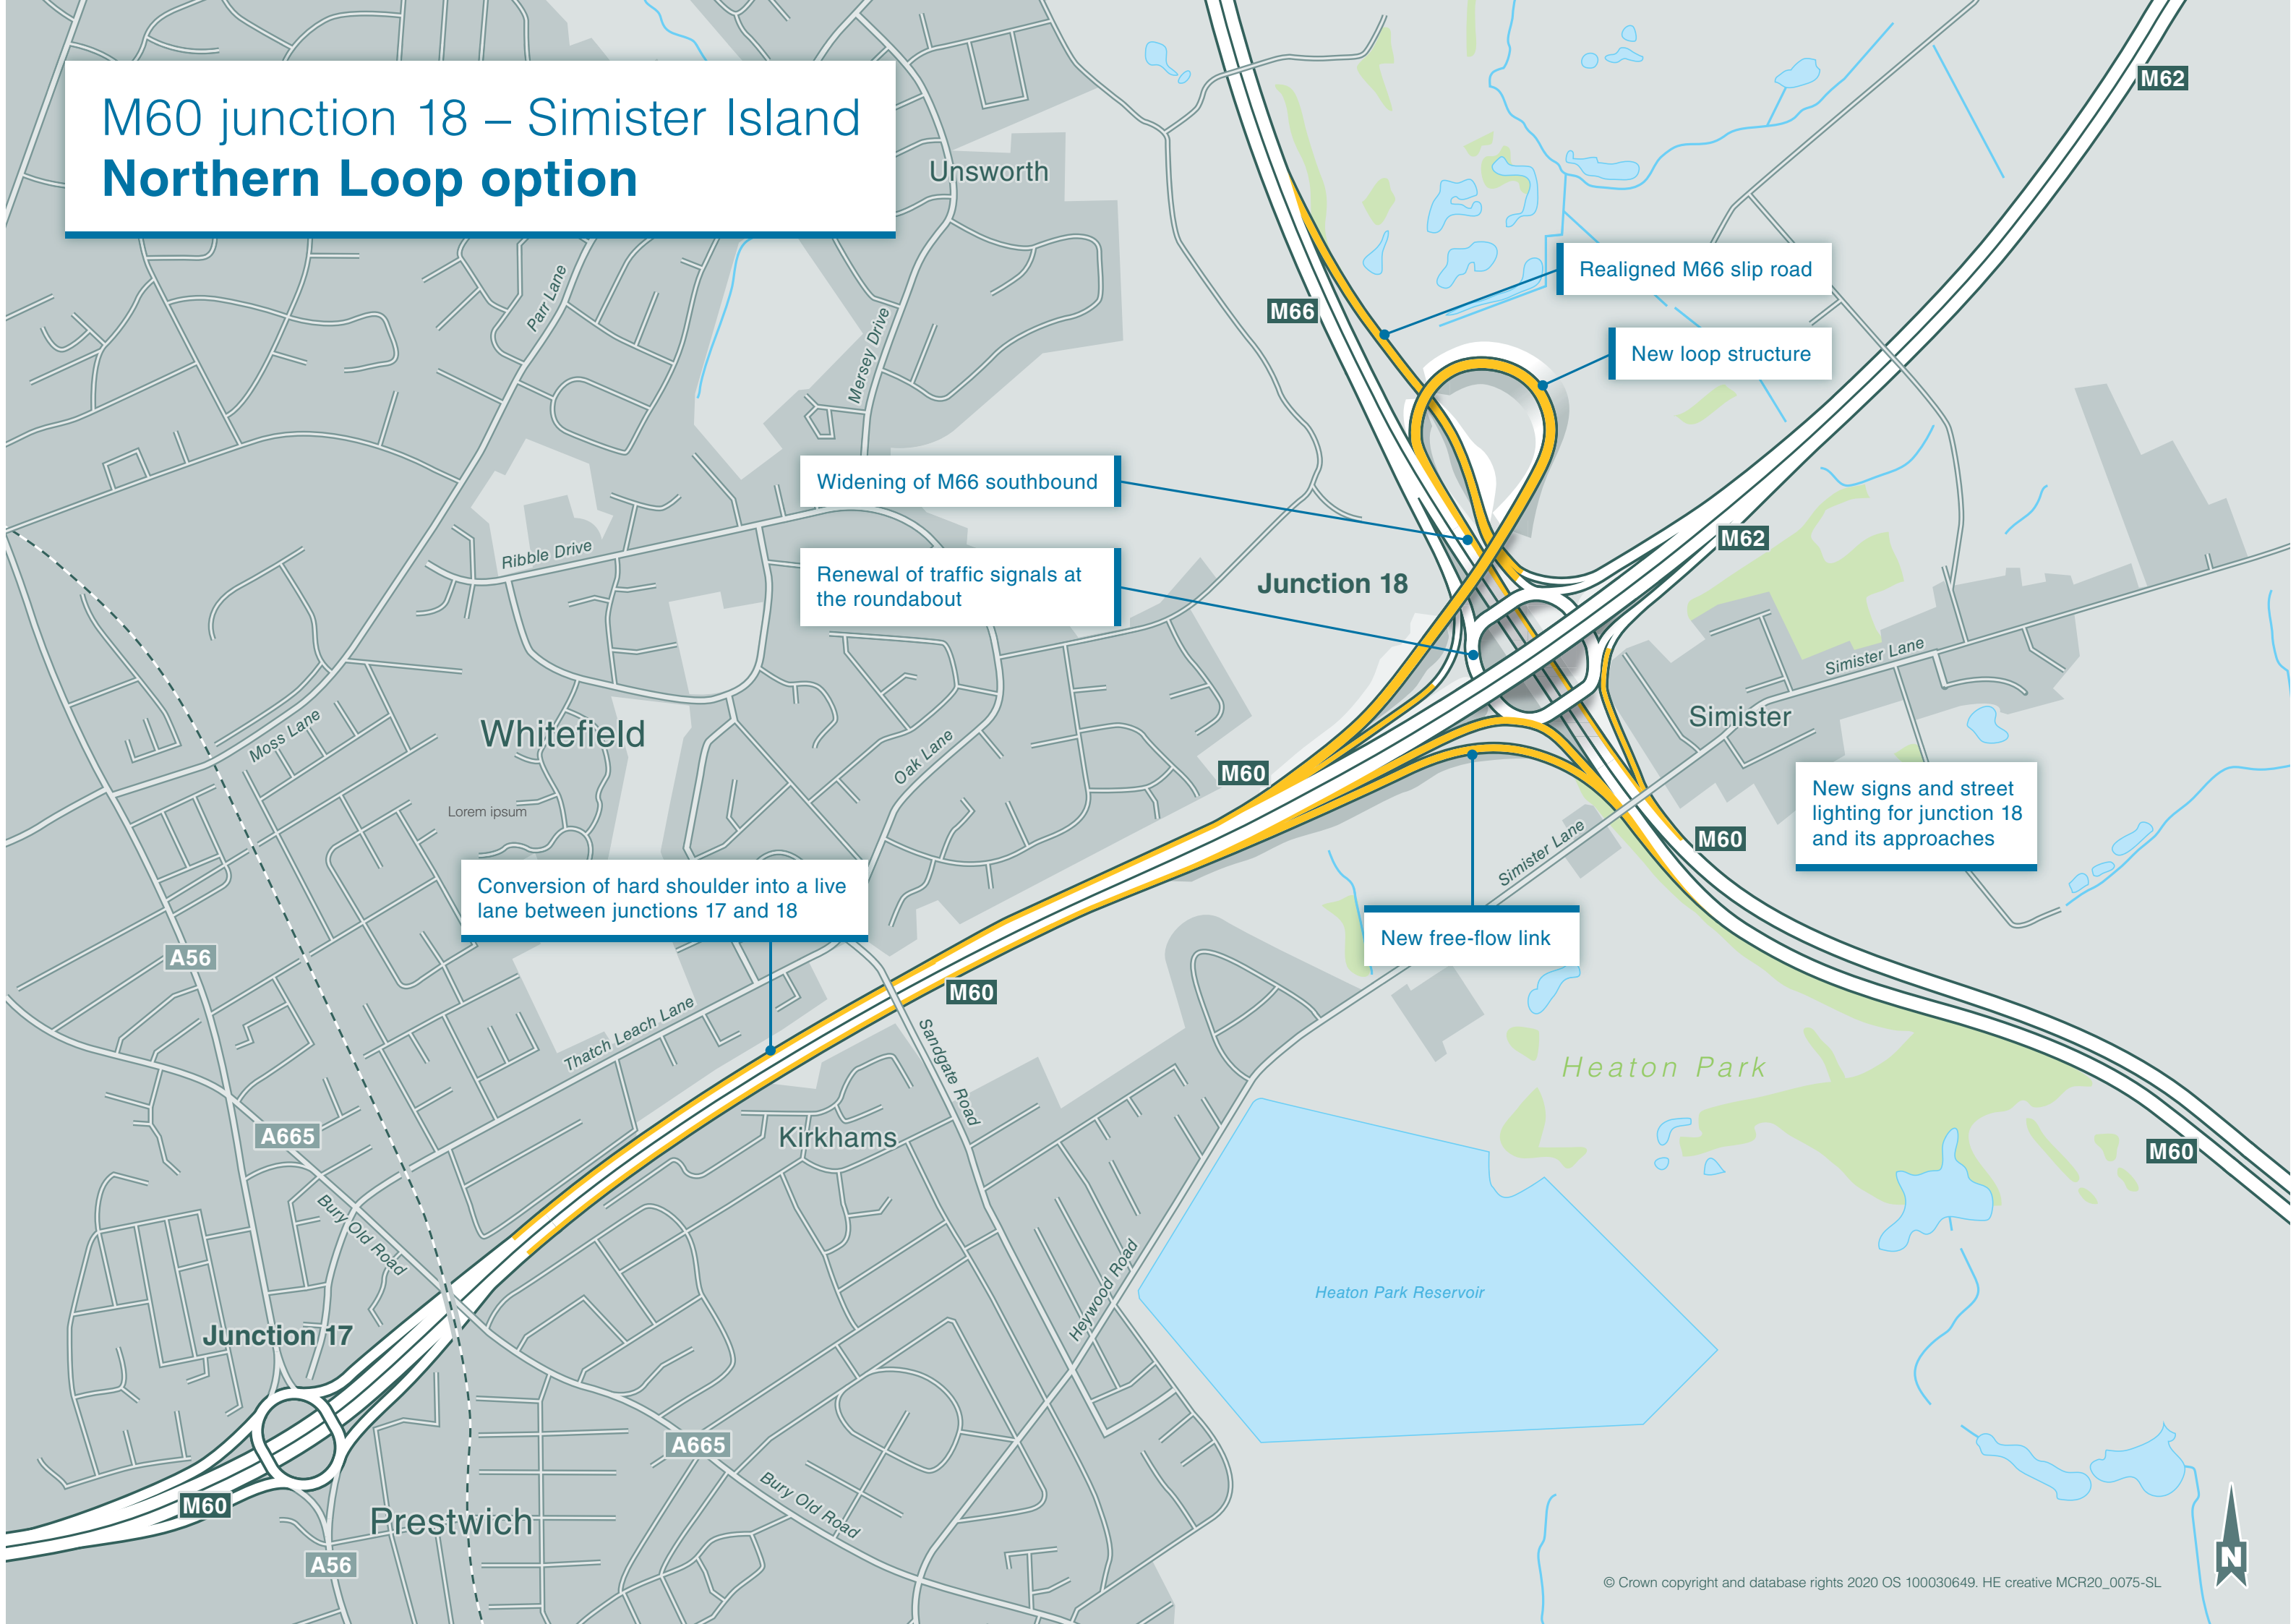 M60 junction 18 – Simister Island
Northern Loop option
M62
Unsworth
Realigned M66 slip road
M66
New loop structure
Parr Lane
Mersey Drive
Widening of M66 southbound
M62
Ribble Drive
Renewal of traffic signals at
the roundabout
Junction 18
Simister Lane
Simister
Whitefield
Moss Lane
Oak Lane
M60
Lorem ipsum
New signs and street
lighting for junction 18
and its approaches
M60
Simister Lane
Conversion of hard shoulder into a live
lane between junctions 17 and 18
New free-flow link
A56
M60
Thatch Leach Lane
Sandgate Road
Heaton Park
A665
Kirkhams
M60
Bury Old Road
Heywood Road
Heaton Park Reservoir
Junction 17
A665
M60
Bury Old Road
Prestwich
A56
N
© Crown copyright and database rights 2020 OS 100030649. HE creative MCR20_0075-SL